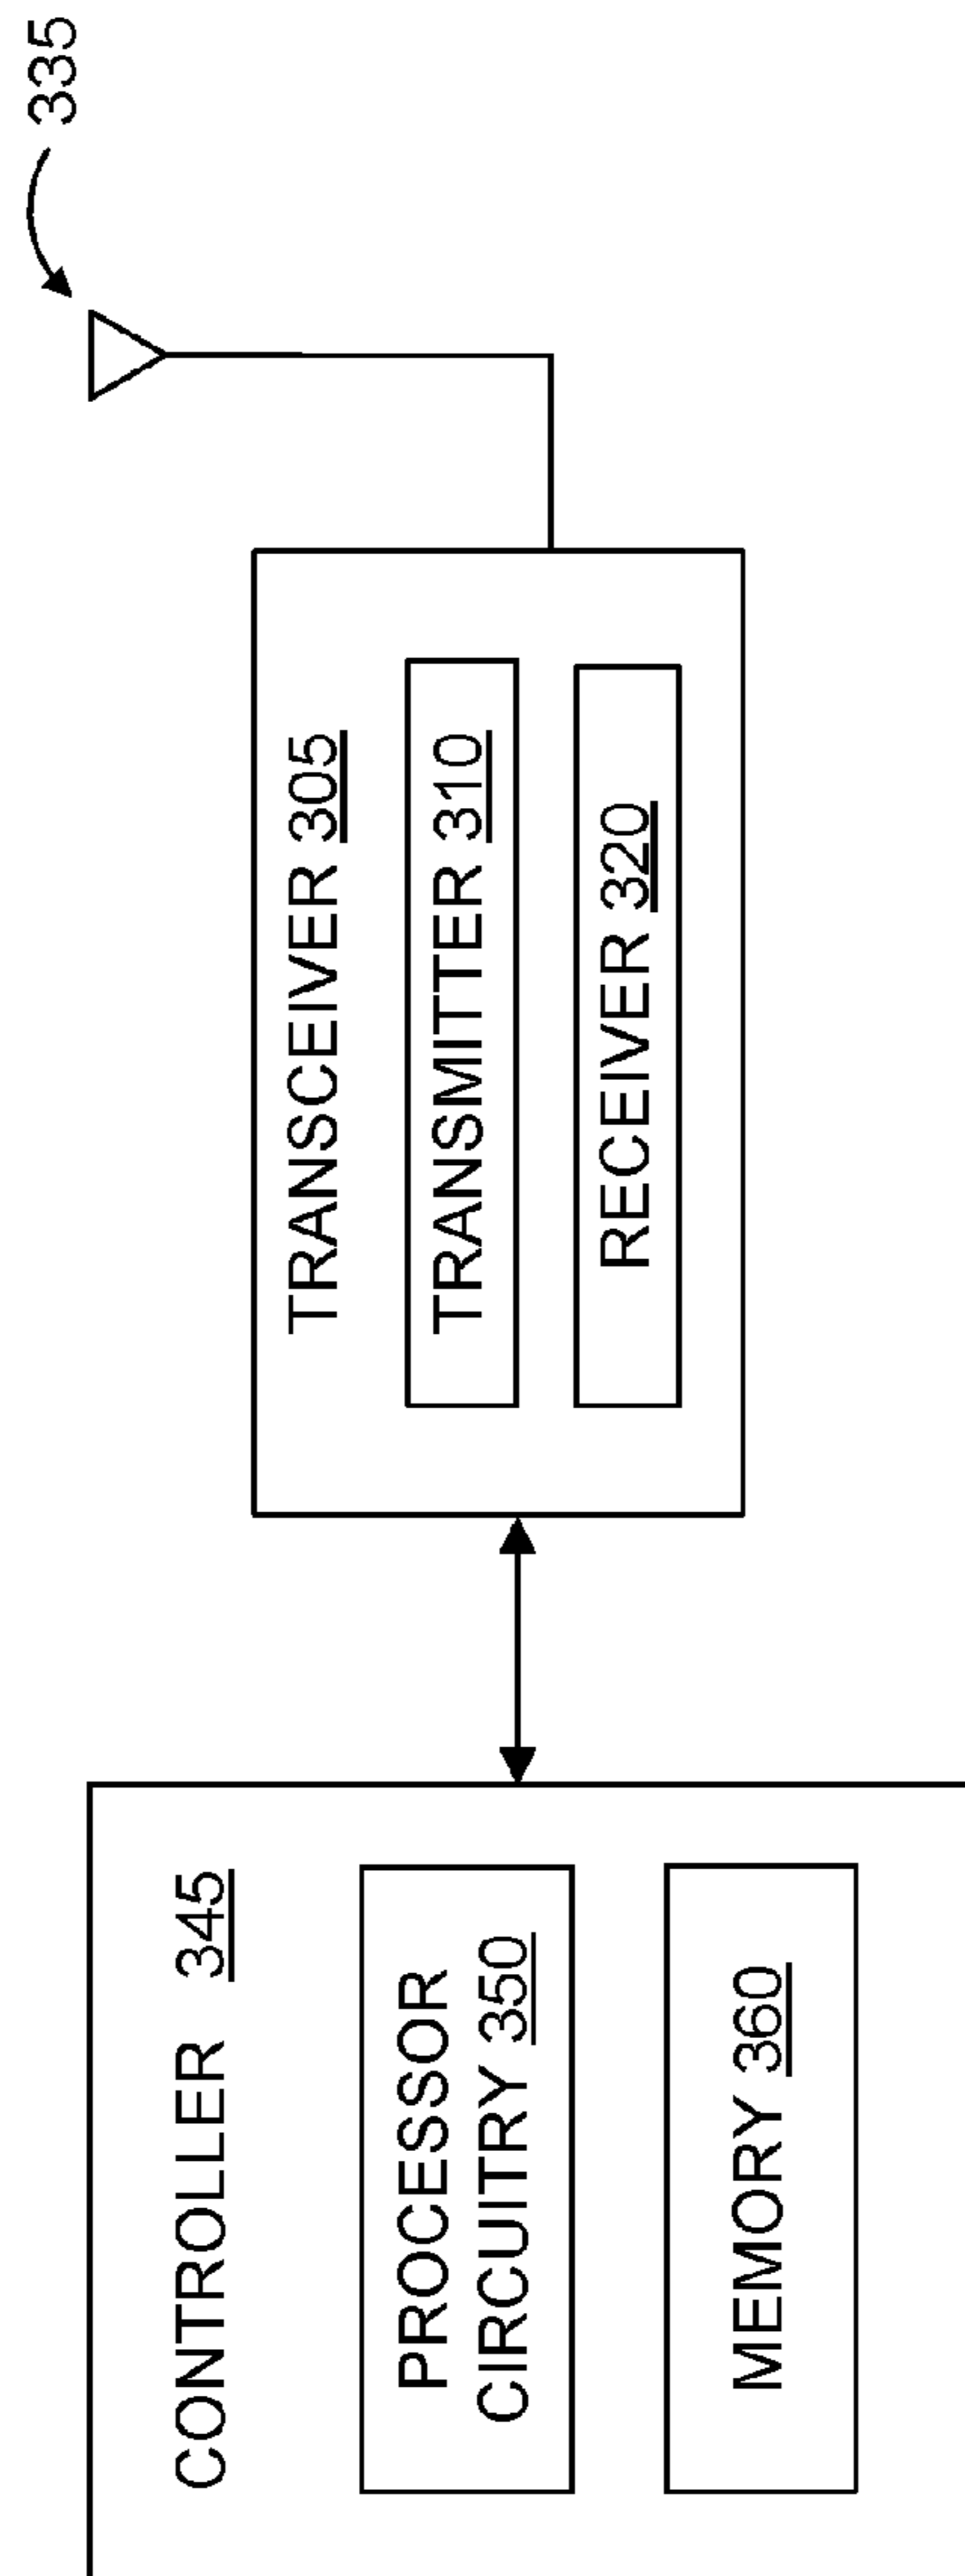 CONTROLLER 345
PROCESSOR
CIRCUITRY 350
MEMORY 360
TRANSCEIVER 305
TRANSMITTER 310
RECEIVER 320
335